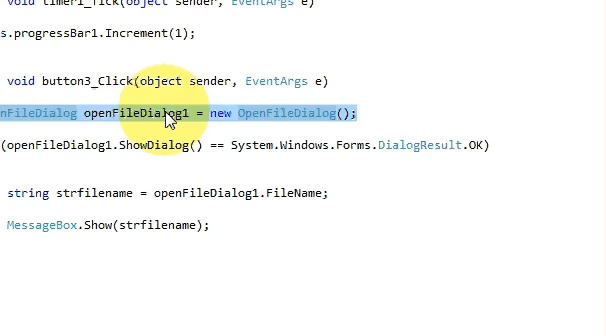 void timer1_Tick(object sender, EventArgs e)
s.progressBar1.Increment(1);
void button3_Click(object sender, EventArgs e)
nFileDialog openFileDialog1 = new OpenFileDialog();
(openFileDialog1.ShowDialog() == System.Windows.Forms.DialogResult.OK)
string strfilename = openFileDialog1.FileName;
MessageBox.Show(strfilename);